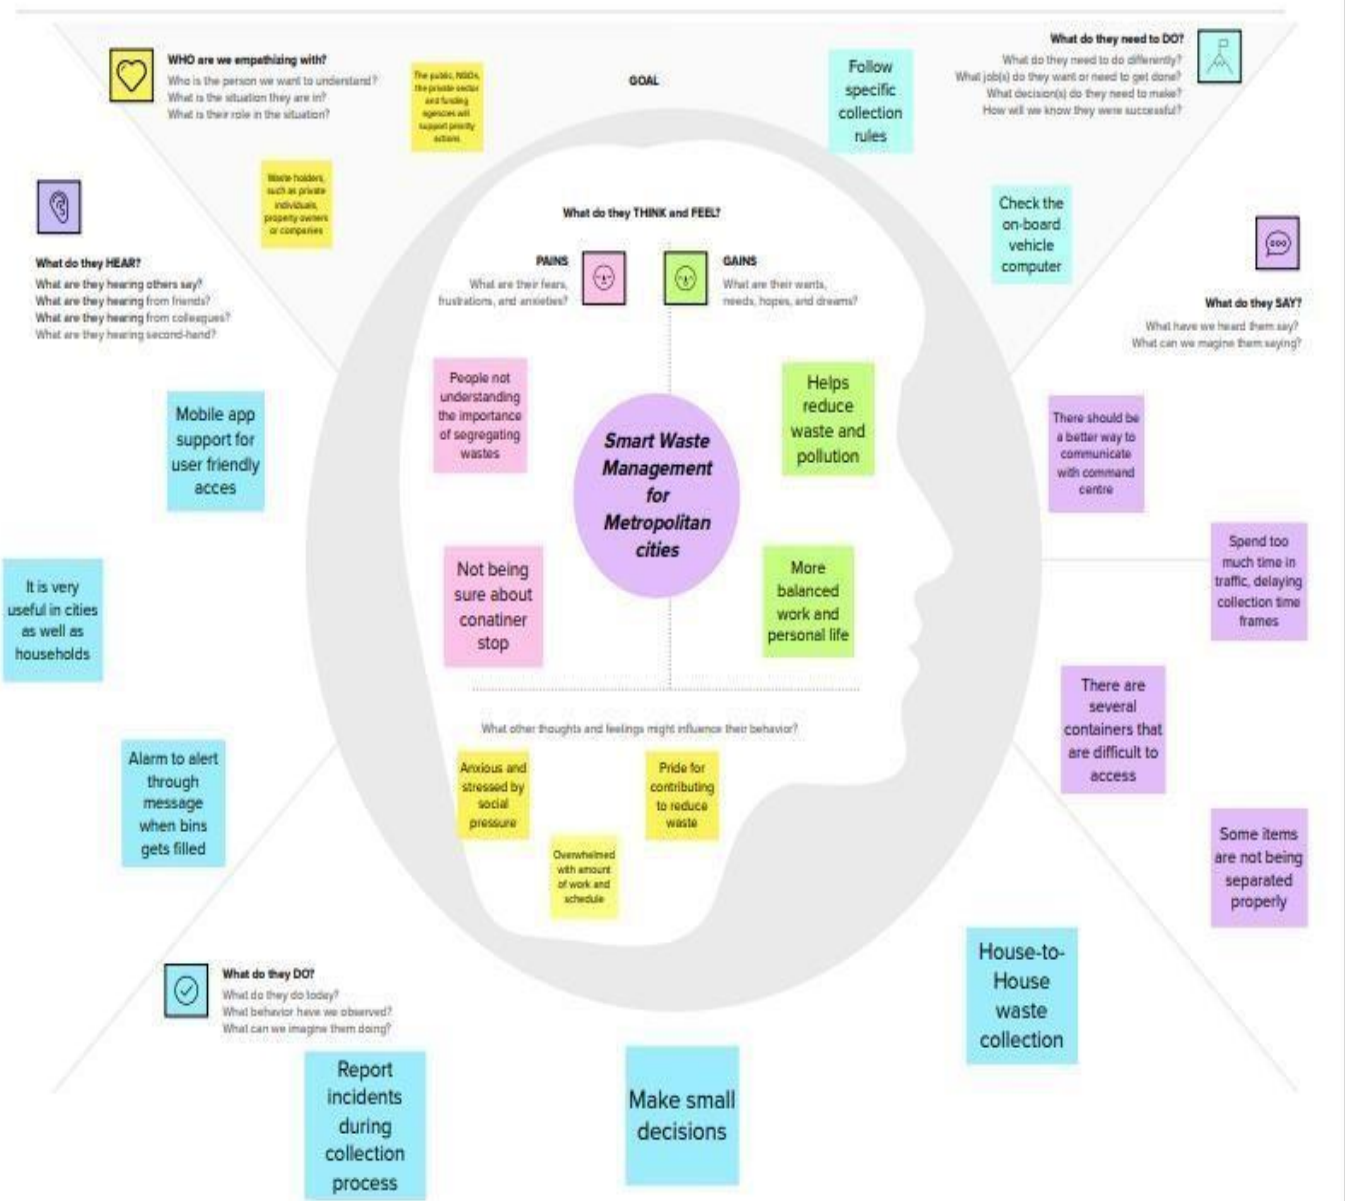 WHO are we empathizing with?
Who is the person we want to understand?
What is the situation they are in?
What is their role in the situation?
The public, NGOs,
the private sector
and funding
agencies will
support priority
actions
Waste holders,
such as private
individuals,
property owners
or companies
GOAL
Follow
specific
collection
rules
What do they need to DO?
What do they need to do differently?
What job(s) do they want or need to get done?
What decision(s) do they need to make?
How will we know they were successful?
Check the
on-board
vehicle
computer
What do they HEAR?
What are they hearing others say?
What are they hearing from friends?
What are they hearing from colleagues?
What are they hearing second-hand?
Mobile app
support for
user friendly
acces
It is very
useful in cities
as well as
households
Alarm to alert
through
message
when bins
gets filled
What do they THINK and FEEL?
PAINS
What are their fears,
frustrations, and anxieties?
GAINS
What are their wants,
needs, hopes, and dreams?
People not
understanding
the importance
of segregating
wastes
Not being
sure about
conatiner
stop
Smart Waste
Management
for
Metropolitan
cities
Helps
reduce
waste and
pollution
More
balanced
work and
personal life
What other thoughts and feelings might influence their behavior?
Anxious and
stressed by
social
pressure
Overwhelmed
with amount
of work and
schedule
Pride for
contributing
to reduce
waste
What do they SAY?
What have we heard them say?
What can we magine them saying?
There should be
a better way to
communicate
with command
centre
Spend too
much time in
traffic, delaying
collection time
frames
There are
several
containers that
are difficult to
access
Some items
are not being
separated
properly
What do they DO?
What do they do today?
What behavior have we observed?
What can we imagine them doing?
Report
incidents
during
collection
process
Make small
decisions
House-to-
House
waste
collection